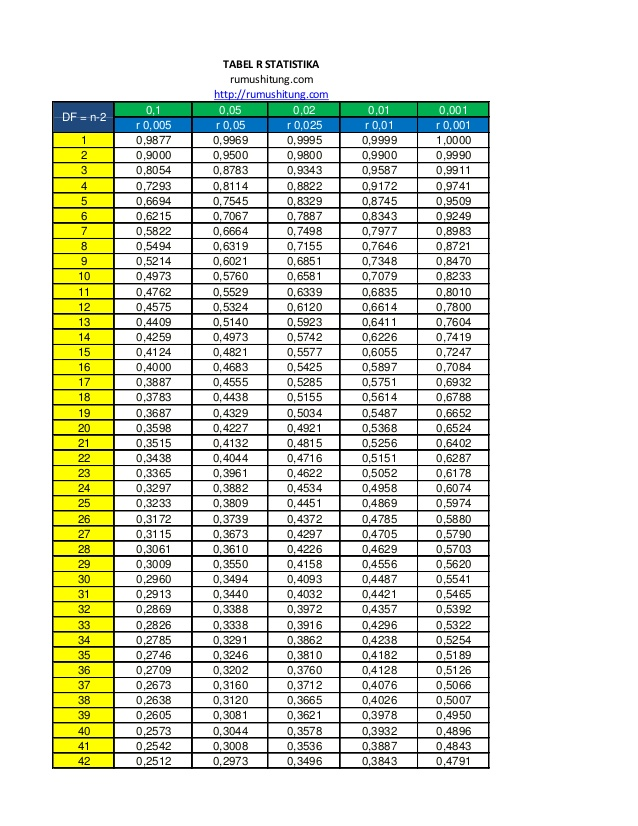 TABEL R STATISTIKA
rumushitung.com
http://rumushitung.com
DF = n-2 0,1 0,05 0,02 0,01 0,001
r 0,005 r 0,05 r 0,025 r 0,01 r 0,001
1 0,9877 0,9969 0,9995 0,9999 1,0000
2 0,9000 0,9500 0,9800 0,9900 0,9990
3 0,8054 0,8783 0,9343 0,9587 0,9911
4 0,7293 0,8114 0,8822 0,9172 0,9741
5 0,6694 0,7545 0,8329 0,8745 0,9509
6 0,6215 0,7067 0,7887 0,8343 0,9249
7 0,5822 0,6664 0,7498 0,7977 0,8983
8 0,5494 0,6319 0,7155 0,7646 0,8721
9 0,5214 0,6021 0,6851 0,7348 0,8470
10 0,4973 0,5760 0,6581 0,7079 0,8233
11 0,4762 0,5529 0,6339 0,6835 0,8010
12 0,4575 0,5324 0,6120 0,6614 0,7800
13 0,4409 0,5140 0,5923 0,6411 0,7604
14 0,4259 0,4973 0,5742 0,6226 0,7419
15 0,4124 0,4821 0,5577 0,6055 0,7247
16 0,4000 0,4683 0,5425 0,5897 0,7084
17 0,3887 0,4555 0,5285 0,5751 0,6932
18 0,3783 0,4438 0,5155 0,5614 0,6788
19 0,3687 0,4329 0,5034 0,5487 0,6652
20 0,3598 0,4227 0,4921 0,5368 0,6524
21 0,3515 0,4132 0,4815 0,5256 0,6402
22 0,3438 0,4044 0,4716 0,5151 0,6287
23 0,3365 0,3961 0,4622 0,5052 0,6178
24 0,3297 0,3882 0,4534 0,4958 0,6074
25 0,3233 0,3809 0,4451 0,4869 0,5974
26 0,3172 0,3739 0,4372 0,4785 0,5880
27 0,3115 0,3673 0,4297 0,4705 0,5790
28 0,3061 0,3610 0,4226 0,4629 0,5703
29 0,3009 0,3550 0,4158 0,4556 0,5620
30 0,2960 0,3494 0,4093 0,4487 0,5541
31 0,2913 0,3440 0,4032 0,4421 0,5465
32 0,2869 0,3388 0,3972 0,4357 0,5392
33 0,2826 0,3338 0,3916 0,4296 0,5322
34 0,2785 0,3291 0,3862 0,4238 0,5254
35 0,2746 0,3246 0,3810 0,4182 0,5189
36 0,2709 0,3202 0,3760 0,4128 0,5126
37 0,2673 0,3160 0,3712 0,4076 0,5066
38 0,2638 0,3120 0,3665 0,4026 0,5007
39 0,2605 0,3081 0,3621 0,3978 0,4950
40 0,2573 0,3044 0,3578 0,3932 0,4896
41 0,2542 0,3008 0,3536 0,3887 0,4843
42 0,2512 0,2973 0,3496 0,3843 0,4791